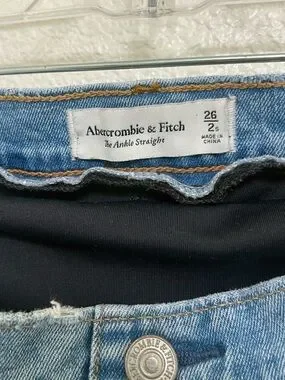 Abercrombie & Fitch
The Ankle Straight
26
2s
MADE IN
CHINA